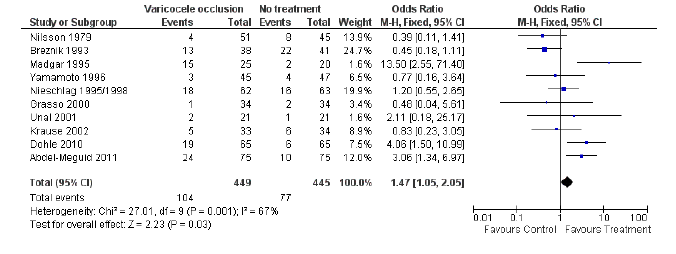 Varicocele occlusion No treatment Odds Ratio Odds Ratio
Study or Subgroup Events Total Events Total Weight M-H, Fixed, 95% CI M-H, Fixed, 95% CI
Nilsson 1979 4 51 8 45 13.9% 0.39 [0.11, 1.41]
Breznik 1993 13 38 22 41 24.7% 0.45 [0.18, 1.11]
Madgar 1995 15 25 2 20 1.6% 13.50 [2.55, 71.40]
Yamamoto 1996 3 45 4 47 6.7% 0.77 [0.16, 3.64]
Nieschlag 1995/1998 18 62 16 63 20.7% 1.20 [0.55, 2.65]
Grasso 2000 1 34 2 34 3.5% 0.48 [0.04, 5.61]
Unal 2001 2 21 1 21 1.6% 2.11 [0.18, 25.17]
Krause 2002 5 33 6 34 9.2% 0.83 [0.23, 3.05]
Dohle 2010 19 65 6 65 7.5% 4.06 [1.50, 10.99]
Abdel-Meguid 2011 24 75 10 75 12.4% 3.06 [1.34, 6.97]
Total (95% CI) 449 445 100.0% 1.47 [1.05, 2.05]
Total events 104 77
Heterogeneity: Chi² = 27.01, df = 9 (P = 0.001); I² = 67%
Test for overall effect: Z = 2.23 (P = 0.03)
0.01 0.1 1 10 100
Favours Control Favours Treatment